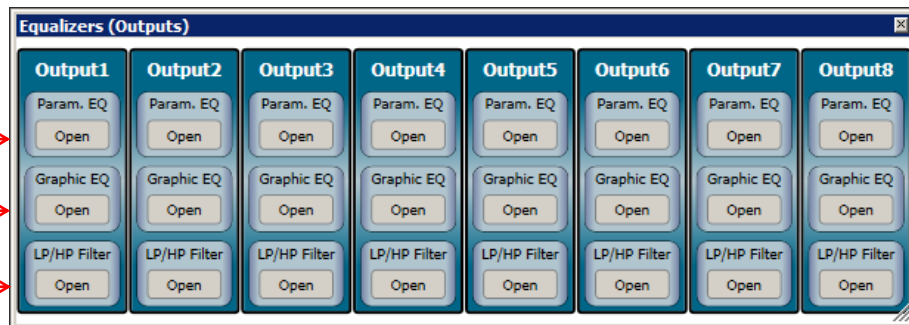 Equalizers (Outputs)
Output1 Output2 Output3 Output4 Output5 Output6 Output7 Output8
Param. EQ Param. EQ Param. EQ Param. EQ Param. EQ Param. EQ Param. EQ Param. EQ
Open Open Open Open Open Open Open Open
Graphic EQ Graphic EQ Graphic EQ Graphic EQ Graphic EQ Graphic EQ Graphic EQ Graphic EQ
Open Open Open Open Open Open Open Open
LP/HP Filter LP/HP Filter LP/HP Filter LP/HP Filter LP/HP Filter LP/HP Filter LP/HP Filter LP/HP Filter
Open Open Open Open Open Open Open Open